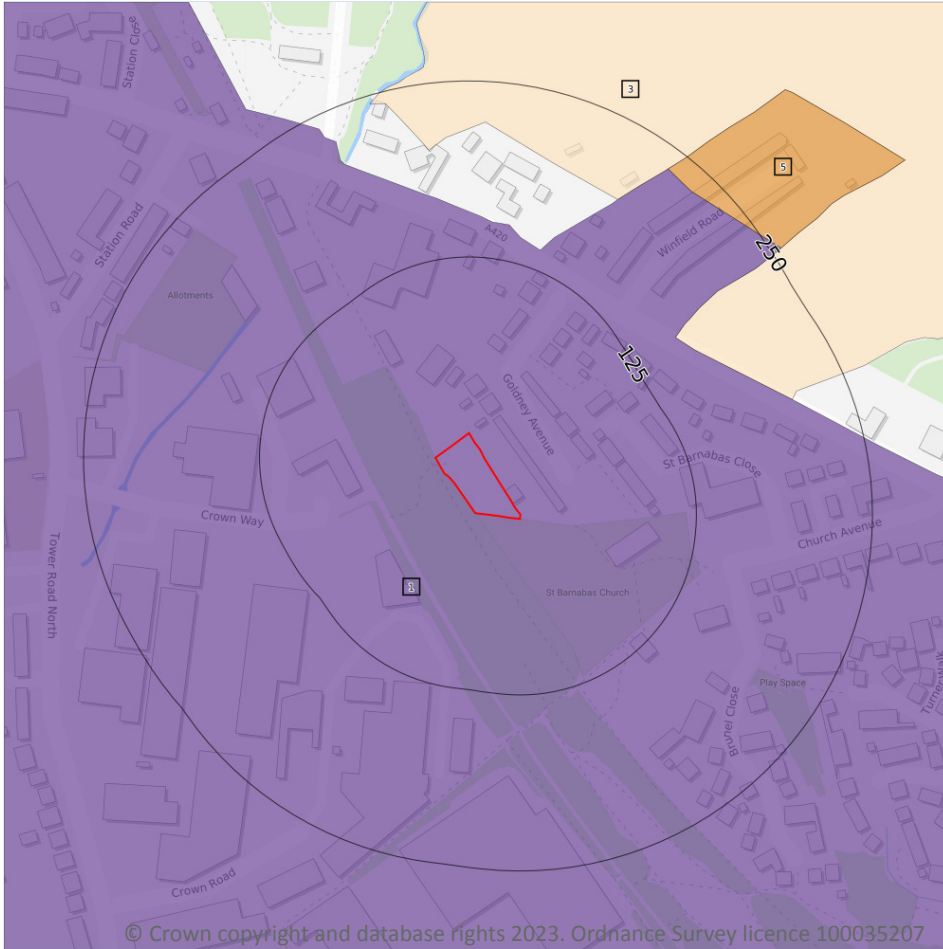 Station Close
3
5
Station Road
A420
Winfield Road
250
Allotments
125
Goldney Avenue
St Barnabas Close
Crown Way
Church Avenue
Tower Road North
1
St Barnabas Church
Play Space
Brunel Close
Crown Road
© Crown copyright and database rights 2023. Ordnance Survey licence 100035207